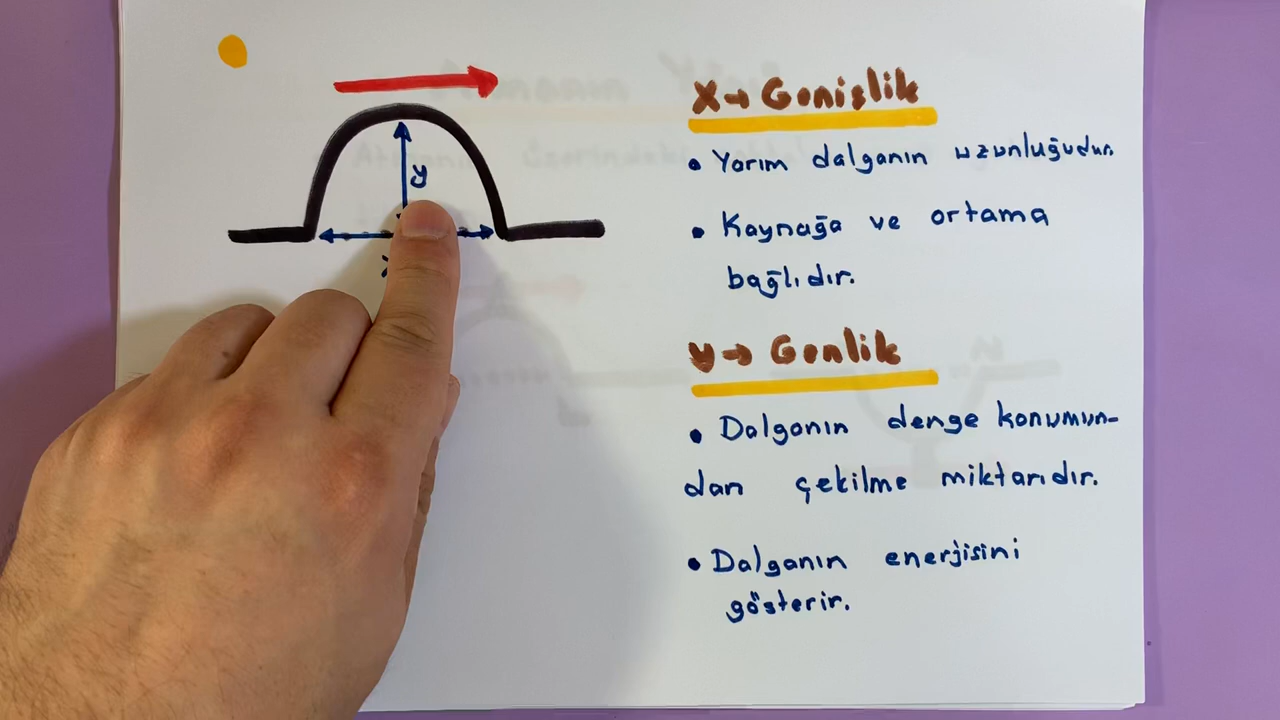 y
x
X→ Genişlik
• Yarım dalganın uzunluğudur.
• Kaynağa ve ortama
bağlıdır.
y→ Genlik
• Dalganın denge konumun-
dan çekilme miktarıdır.
• Dalganın enerjisini
gösterir.